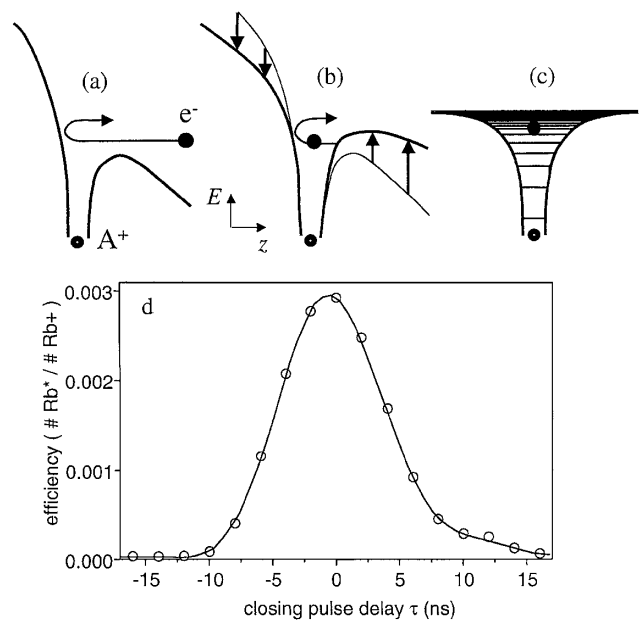 (a)
(b)
(c)
e-
E
z
A+
d
efficiency ( # Rb* / # Rb+ )
0.003
0.002
0.001
0.000
-15 -10 -5 0 5 10 15
closing pulse delay τ (ns)